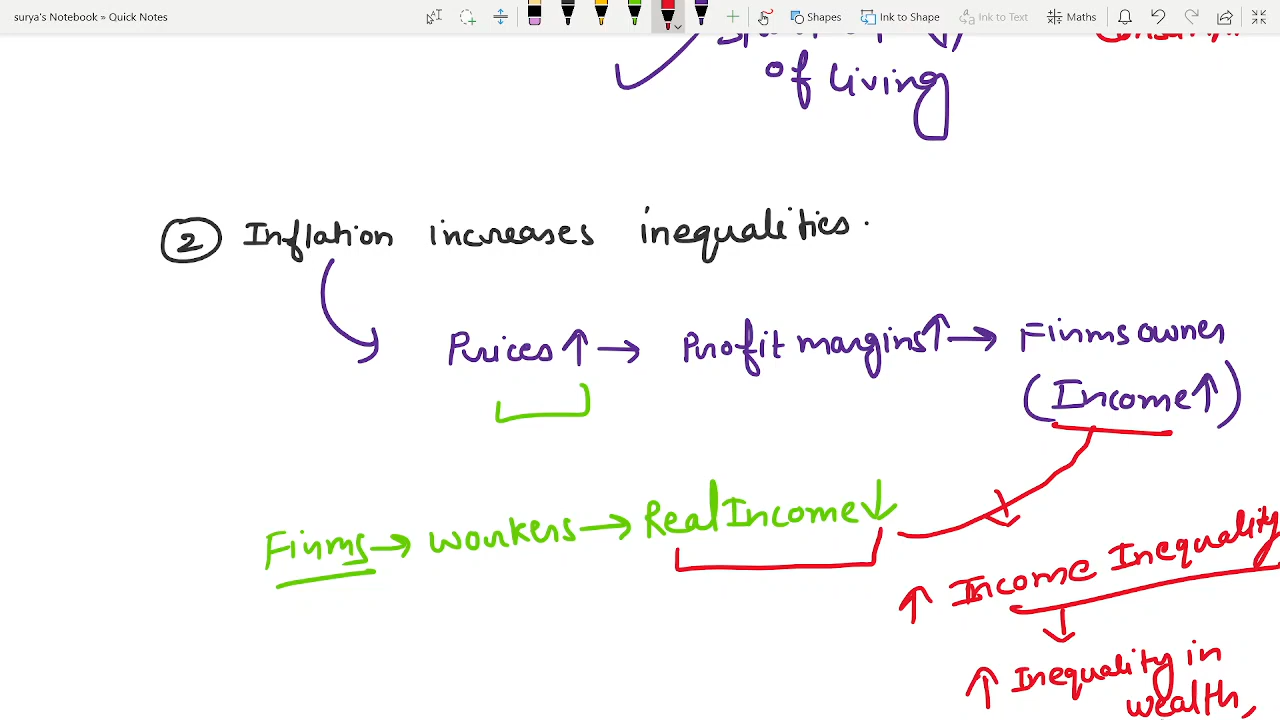 surya's Notebook » Quick Notes
Shapes Ink to Shape Ink to Text Maths
of living
2 Inflation increases inequalities.
Prices ↑ → Profit margins ↑ → Firms owner
(Income ↑)
Firms → workers → Real Income ↓
↑ Income Inequality
↑ Inequality in
wealth,